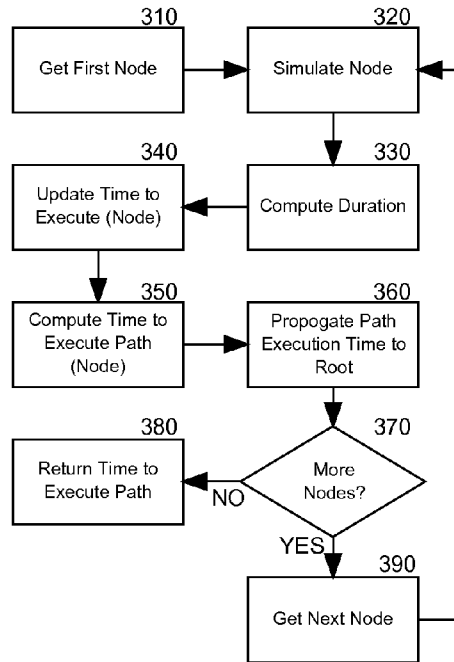 310
Get First Node
320
Simulate Node
330
Compute Duration
340
Update Time to
Execute (Node)
350
Compute Time to
Execute Path
(Node)
360
Propogate Path
Execution Time to
Root
370
More
Nodes?
NO
YES
380
Return Time to
Execute Path
390
Get Next Node